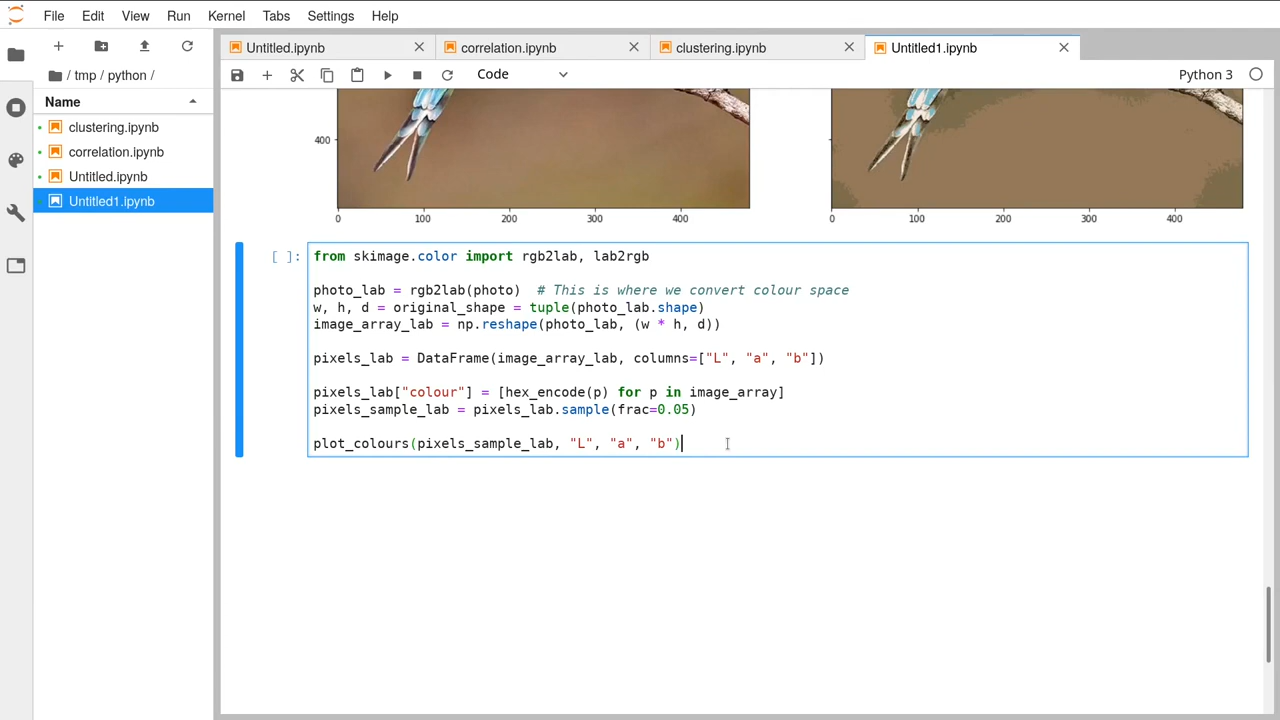 File Edit View Run Kernel Tabs Settings Help
/ tmp / python /
Name
clustering.ipynb
correlation.ipynb
Untitled.ipynb
Untitled1.ipynb
Untitled.ipynb correlation.ipynb clustering.ipynb Untitled1.ipynb
Code Python 3
400 400
0 100 200 300 400 0 100 200 300 400
[ ]: from skimage.color import rgb2lab, lab2rgb
photo_lab = rgb2lab(photo)  # This is where we convert colour space
w, h, d = original_shape = tuple(photo_lab.shape)
image_array_lab = np.reshape(photo_lab, (w * h, d))
pixels_lab = DataFrame(image_array_lab, columns=["L", "a", "b"])
pixels_lab["colour"] = [hex_encode(p) for p in image_array]
pixels_sample_lab = pixels_lab.sample(frac=0.05)
plot_colours(pixels_sample_lab, "L", "a", "b")